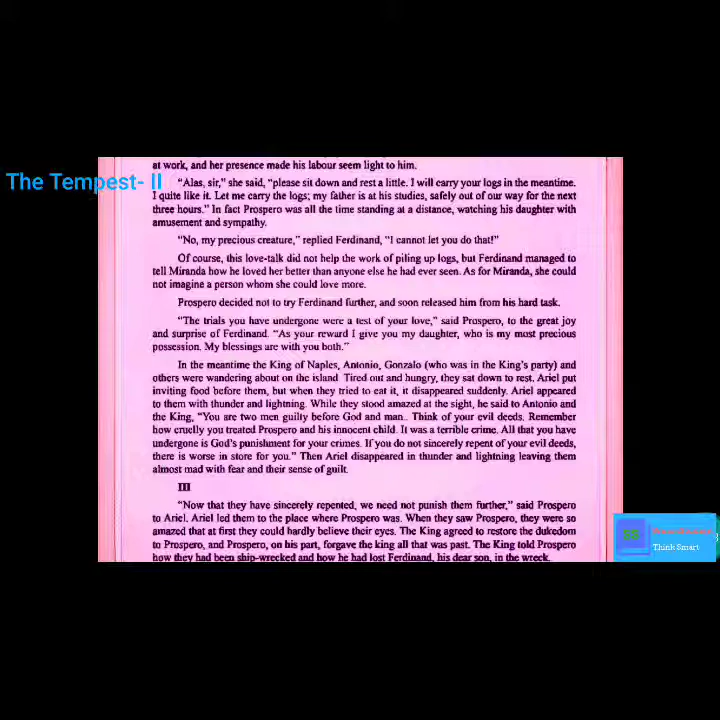 at work, and her presence made his labour seem light to him.
The Tempest- II
"Alas, sir," she said, "please sit down and rest a little. I will carry your logs in the meantime.
I quite like it. Let me carry the logs; my father is at his studies, safely out of our way for the next
three hours." In fact Prospero was all the time standing at a distance, watching his daughter with
amusement and sympathy.
"No, my precious creature," replied Ferdinand, "I cannot let you do that!"
Of course, this love-talk did not help the work of piling up logs, but Ferdinand managed to
tell Miranda how he loved her better than anyone else he had ever seen. As for Miranda, she could
not imagine a person whom she could love more.
Prospero decided not to try Ferdinand further, and soon released him from his hard task.
"The trials you have undergone were a test of your love," said Prospero, to the great joy
and surprise of Ferdinand. "As your reward I give you my daughter, who is my most precious
possession. My blessings are with you both."
In the meantime the King of Naples, Antonio, Gonzalo (who was in the King's party) and
others were wandering about on the island. Tired out and hungry, they sat down to rest. Ariel put
inviting food before them, but when they tried to eat it, it disappeared suddenly. Ariel appeared
to them with thunder and lightning. While they stood amazed at the sight, he said to Antonio and
the King, "You are two men guilty before God and man.. Think of your evil deeds. Remember
how cruelly you treated Prospero and his innocent child. It was a terrible crime. All that you have
undergone is God's punishment for your crimes. If you do not sincerely repent of your evil deeds,
there is worse in store for you." Then Ariel disappeared in thunder and lightning leaving them
almost mad with fear and their sense of guilt.
III
"Now that they have sincerely repented, we need not punish them further," said Prospero
to Ariel. Ariel led them to the place where Prospero was. When they saw Prospero, they were so
amazed that at first they could hardly believe their eyes. The King agreed to restore the dukedom
to Prospero, and Prospero, on his part, forgave the king all that was past. The King told Prospero
how they had been ship-wrecked and how he had lost Ferdinand, his dear son, in the wreck.
SS
Think Smart